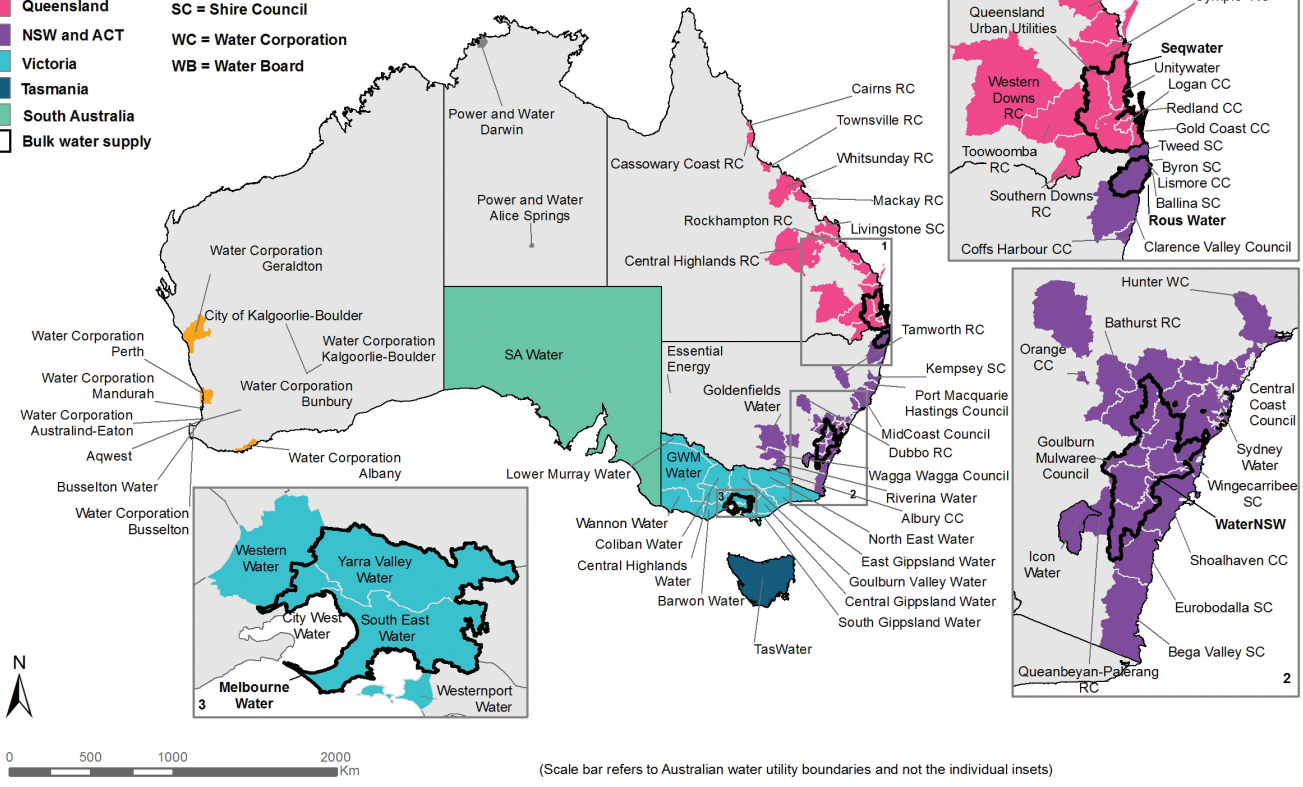 Queensland
NSW and ACT
Victoria
Tasmania
South Australia
Bulk water supply
SC = Shire Council
WC = Water Corporation
WB = Water Board
Power and Water
Darwin
Power and Water
Alice Springs
Water Corporation
Geraldton
City of Kalgoorlie-Boulder
Water Corporation
Kalgoorlie-Boulder
Water Corporation
Perth
Water Corporation
Mandurah
Water Corporation
Bunbury
Water Corporation
Australind-Eaton
Aqwest
Busselton Water
Water Corporation
Busselton
Water Corporation
Albany
SA Water
Cairns RC
Townsville RC
Cassowary Coast RC
Whitsunday RC
Mackay RC
Rockhampton RC
Livingstone SC
Central Highlands RC
1
Tamworth RC
Essential
Energy
Kempsey SC
Goldenfields
Water
Port Macquarie
Hastings Council
MidCoast Council
Dubbo RC
GWM
Water
Lower Murray Water
Wagga Wagga Council
2
Riverina Water
3
Albury CC
Wannon Water
North East Water
Coliban Water
East Gippsland Water
Central Highlands
Water
Goulburn Valley Water
Barwon Water
Central Gippsland Water
South Gippsland Water
TasWater
Queensland
Urban Utilities
Seqwater
Unitywater
Western
Downs
RC
Logan CC
Redland CC
Gold Coast CC
Toowoomba
RC
Tweed SC
Byron SC
Lismore CC
Southern Downs
RC
Ballina SC
Rous Water
Coffs Harbour CC
Clarence Valley Council
Hunter WC
Bathurst RC
Orange
CC
Central
Coast
Council
Goulburn
Mulwaree
Council
Sydney
Water
Wingecarribee
SC
WaterNSW
Icon
Water
Shoalhaven CC
Eurobodalla SC
Bega Valley SC
Queanbeyan-Palerang
RC
2
Western
Water
Yarra Valley
Water
City West
Water
South East
Water
Melbourne
Water
Westernport
Water
3
N
0 500 1000 2000
Km
(Scale bar refers to Australian water utility boundaries and not the individual insets)